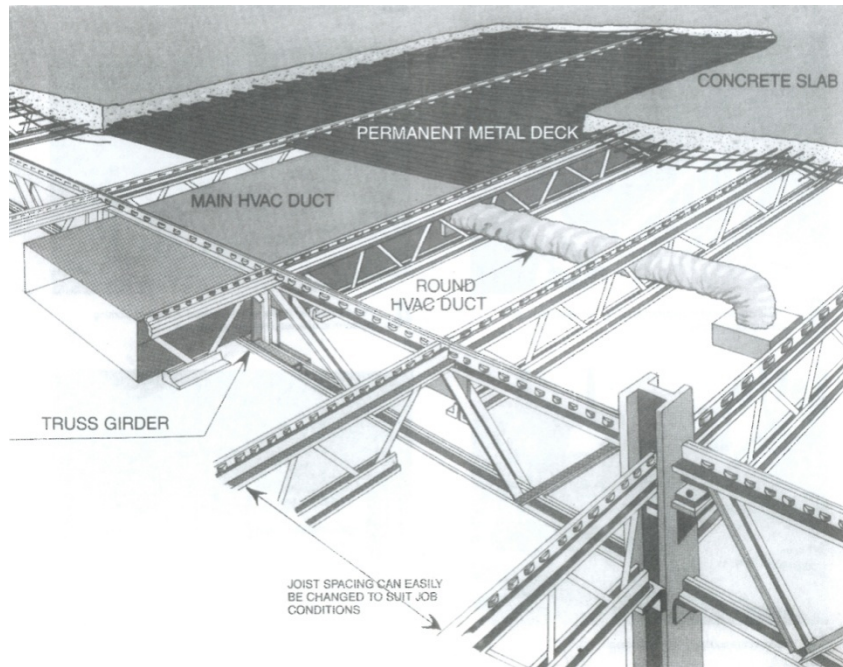 CONCRETE SLAB
PERMANENT METAL DECK
MAIN HVAC DUCT
ROUND
HVAC DUCT
TRUSS GIRDER
JOIST SPACING CAN EASILY
BE CHANGED TO SUIT JOB
CONDITIONS